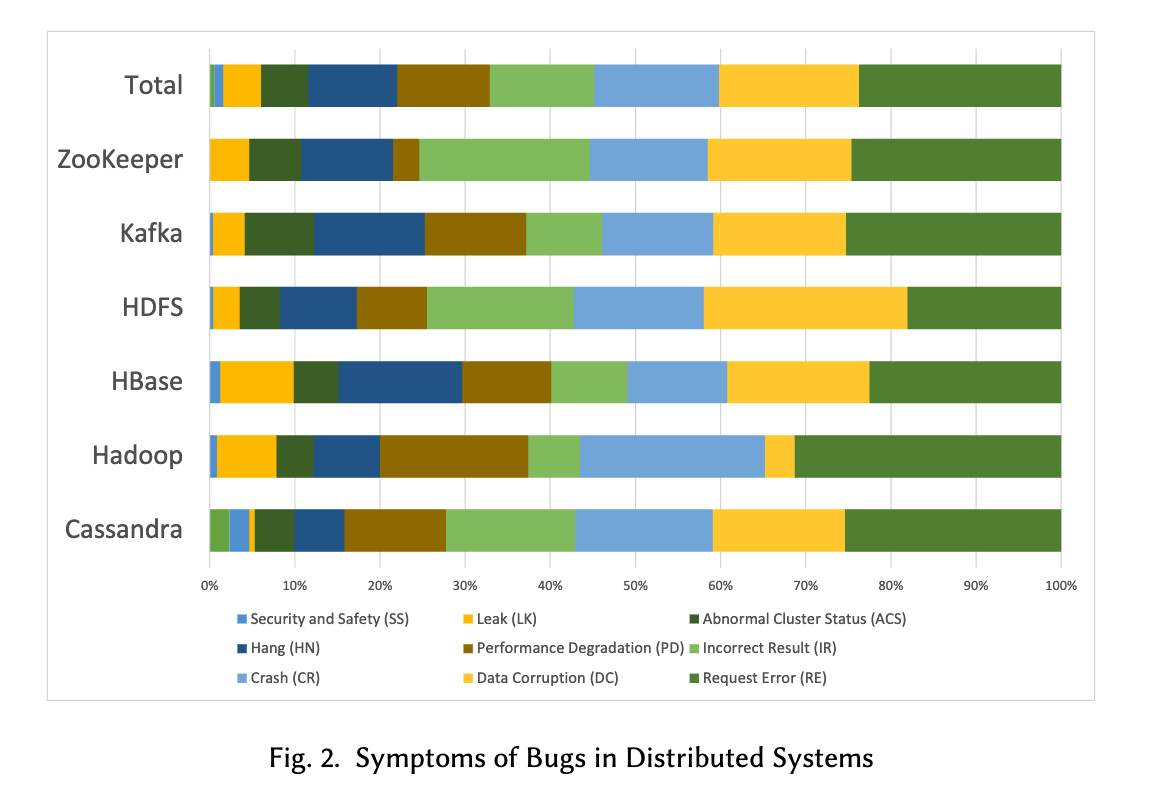 Total
ZooKeeper
Kafka
HDFS
HBase
Hadoop
Cassandra
0% 10% 20% 30% 40% 50% 60% 70% 80% 90% 100%
Security and Safety (SS) Leak (LK) Abnormal Cluster Status (ACS)
Hang (HN) Performance Degradation (PD) Incorrect Result (IR)
Crash (CR) Data Corruption (DC) Request Error (RE)
Fig. 2. Symptoms of Bugs in Distributed Systems